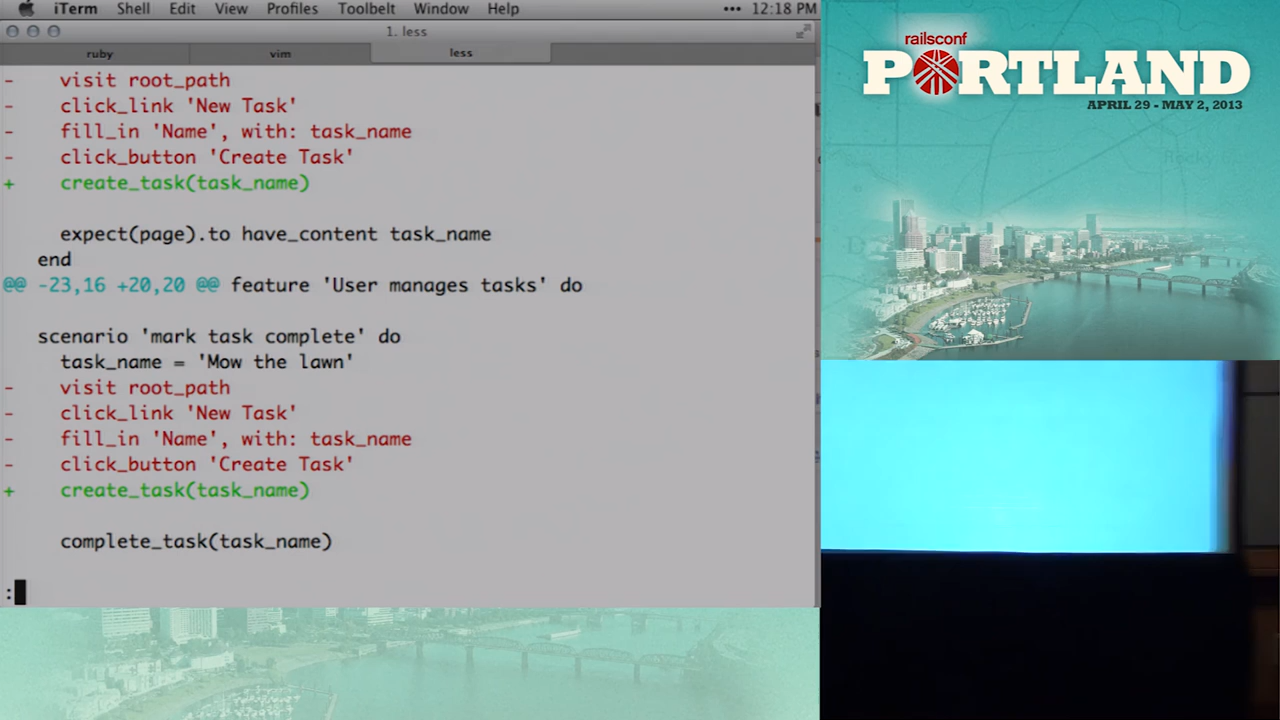 iTerm Shell Edit View Profiles Toolbelt Window Help ••• 12:18 PM
1. less
ruby vim less
- visit root_path
- click_link 'New Task'
- fill_in 'Name', with: task_name
- click_button 'Create Task'
+ create_task(task_name)
expect(page).to have_content task_name
end
@@ -23,16 +20,20 @@ feature 'User manages tasks' do
scenario 'mark task complete' do
task_name = 'Mow the lawn'
- visit root_path
- click_link 'New Task'
- fill_in 'Name', with: task_name
- click_button 'Create Task'
+ create_task(task_name)
complete_task(task_name)
:
railsconf
PORTLAND
APRIL 29 - MAY 2, 2013